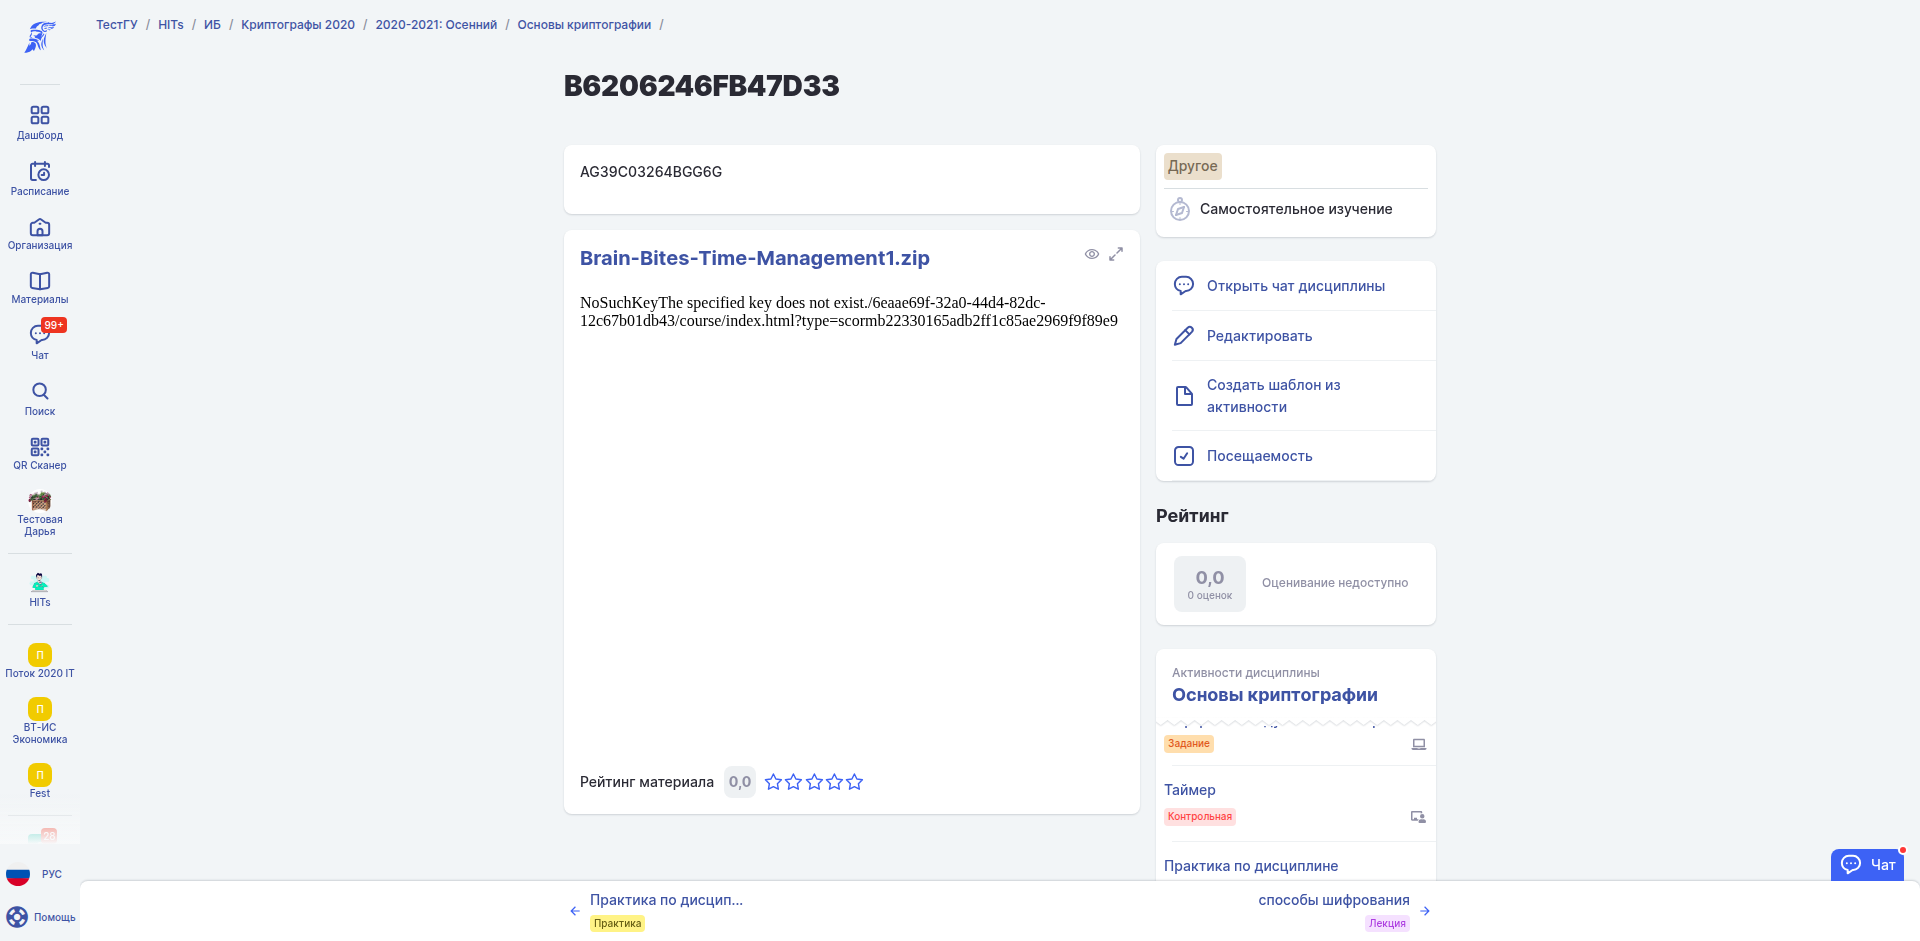 ТестГУ / HITs / ИБ / Криптографы 2020 / 2020-2021: Осенний / Основы криптографии /
B6206246FB47D33
Дашборд
Расписание
Организация
Материалы
99+
Чат
Поиск
QR Сканер
Тестовая
Дарья
HITs
П
Поток 2020 IT
П
ВТ-ИС
Экономика
П
Fest
28
РУС
Помощь
AG39C03264BGG6G
Brain-Bites-Time-Management1.zip
NoSuchKeyThe specified key does not exist./6eaae69f-32a0-44d4-82dc-
12c67b01db43/course/index.html?type=scormb22330165adb2ff1c85ae2969f9f89e9
Рейтинг материала 0,0
Другое
Самостоятельное изучение
Открыть чат дисциплины
Редактировать
Создать шаблон из
активности
Посещаемость
Рейтинг
0,0
0 оценок
Оценивание недоступно
Активности дисциплины
Основы криптографии
Задание
Таймер
Контрольная
Практика по дисциплине
Чат
Практика по дисцип...
Практика
способы шифрования
Лекция